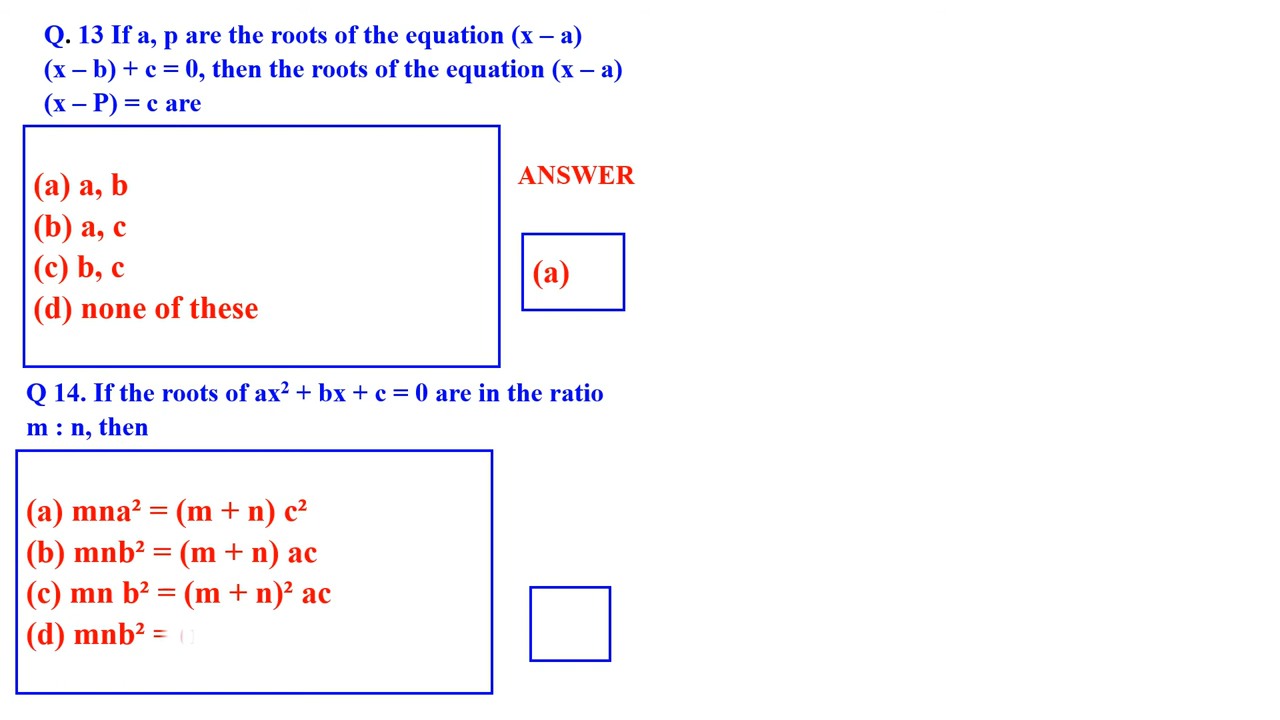 Q. 13 If a, p are the roots of the equation (x – a)
(x – b) + c = 0, then the roots of the equation (x – a)
(x – P) = c are
(a) a, b
(b) a, c
(c) b, c
(d) none of these
ANSWER
(a)
Q 14. If the roots of ax² + bx + c = 0 are in the ratio
m : n, then
(a) mna² = (m + n) c²
(b) mnb² = (m + n) ac
(c) mn b² = (m + n)² ac
(d) mnb² =